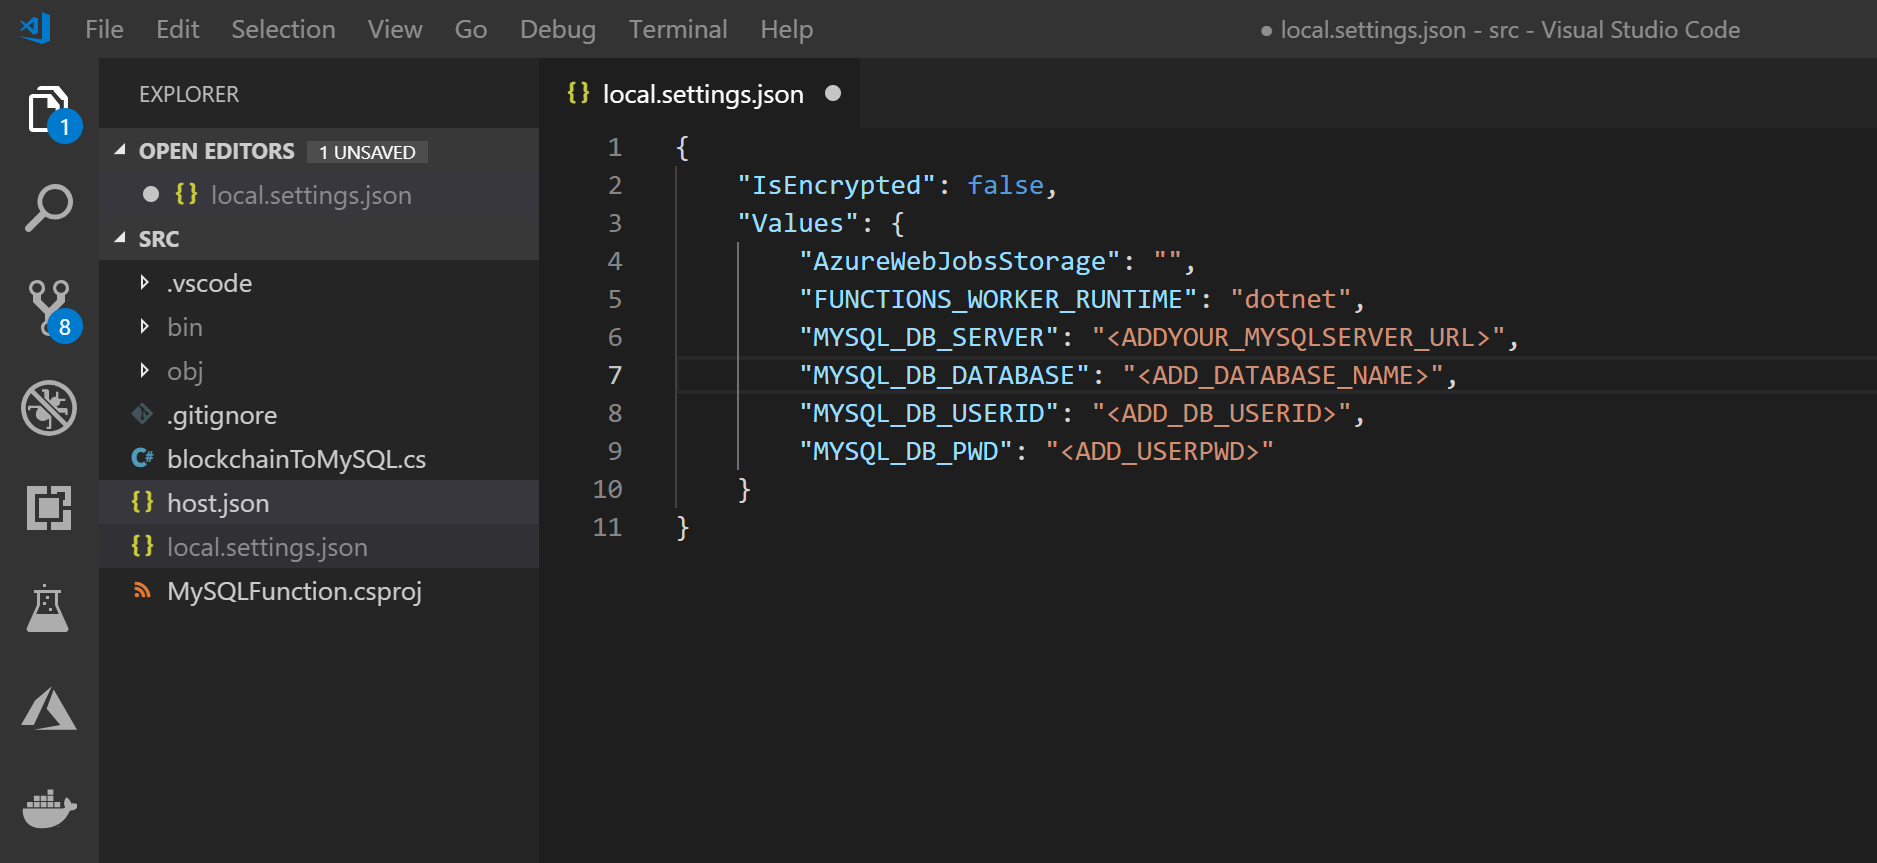 File Edit Selection View Go Debug Terminal Help
● local.settings.json - src - Visual Studio Code
1
8
EXPLORER
OPEN EDITORS 1 UNSAVED
{} local.settings.json
SRC
.vscode
bin
obj
.gitignore
C# blockchainToMySQL.cs
{} host.json
{} local.settings.json
MySQLFunction.csproj
{} local.settings.json
1 {
2 "IsEncrypted": false,
3 "Values": {
4 "AzureWebJobsStorage": "",
5 "FUNCTIONS_WORKER_RUNTIME": "dotnet",
6 "MYSQL_DB_SERVER": "<ADDYOUR_MYSQLSERVER_URL>",
7 "MYSQL_DB_DATABASE": "<ADD_DATABASE_NAME>",
8 "MYSQL_DB_USERID": "<ADD_DB_USERID>",
9 "MYSQL_DB_PWD": "<ADD_USERPWD>"
10 }
11 }